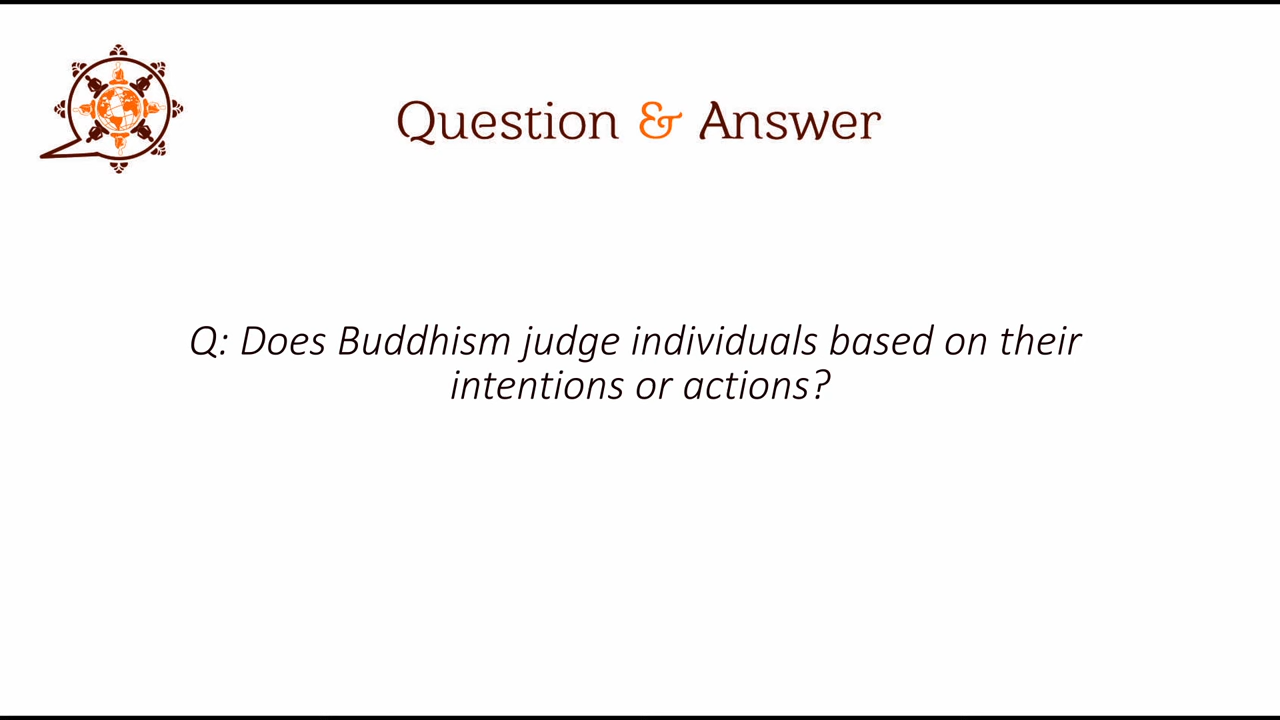 Question & Answer
Q: Does Buddhism judge individuals based on their
intentions or actions?